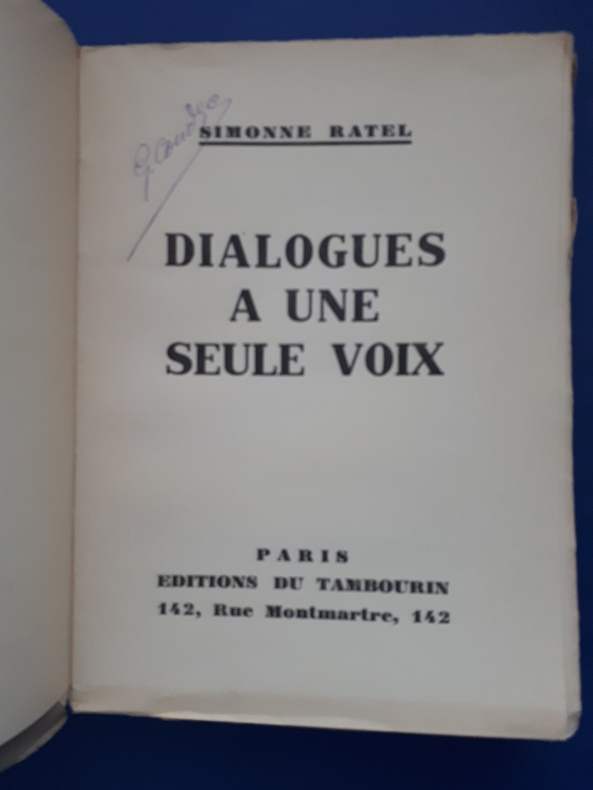 SIMONNE RATEL
DIALOGUES
A UNE
SEULE VOIX
PARIS
EDITIONS DU TAMBOURIN
142, Rue Montmartre, 142